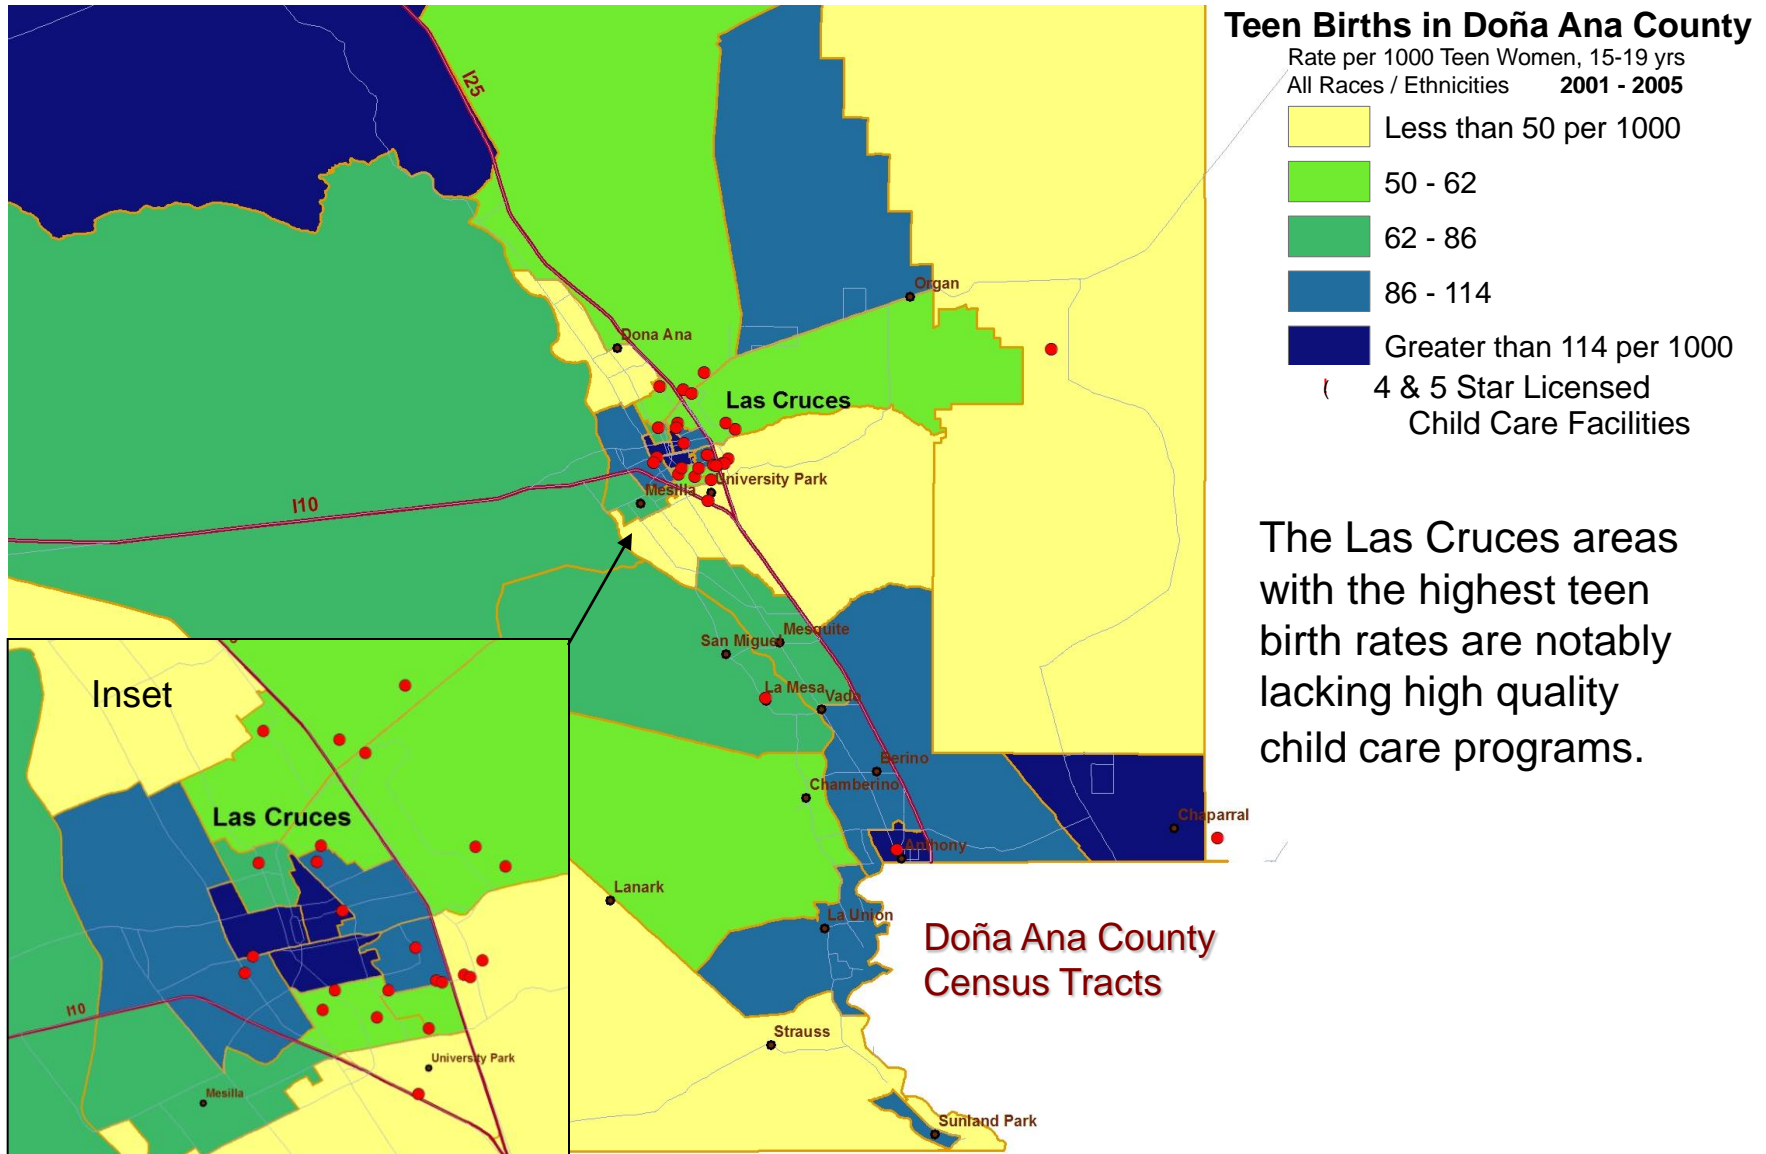 Teen Births in Doña Ana County
Rate per 1000 Teen Women, 15-19 yrs
All Races / Ethnicities 2001 - 2005
Less than 50 per 1000
50 - 62
62 - 86
86 - 114
Greater than 114 per 1000
4 & 5 Star Licensed
Child Care Facilities
The Las Cruces areas
with the highest teen
birth rates are notably
lacking high quality
child care programs.
I25
Organ
Dona Ana
Las Cruces
University Park
Mesilla
I10
Mesquite
San Miguel
La Mesa
Vado
Berino
Chamberino
Chaparral
Anthony
Lanark
La Union
Doña Ana County
Census Tracts
Strauss
Sunland Park
Inset
Las Cruces
I10
University Park
Mesilla